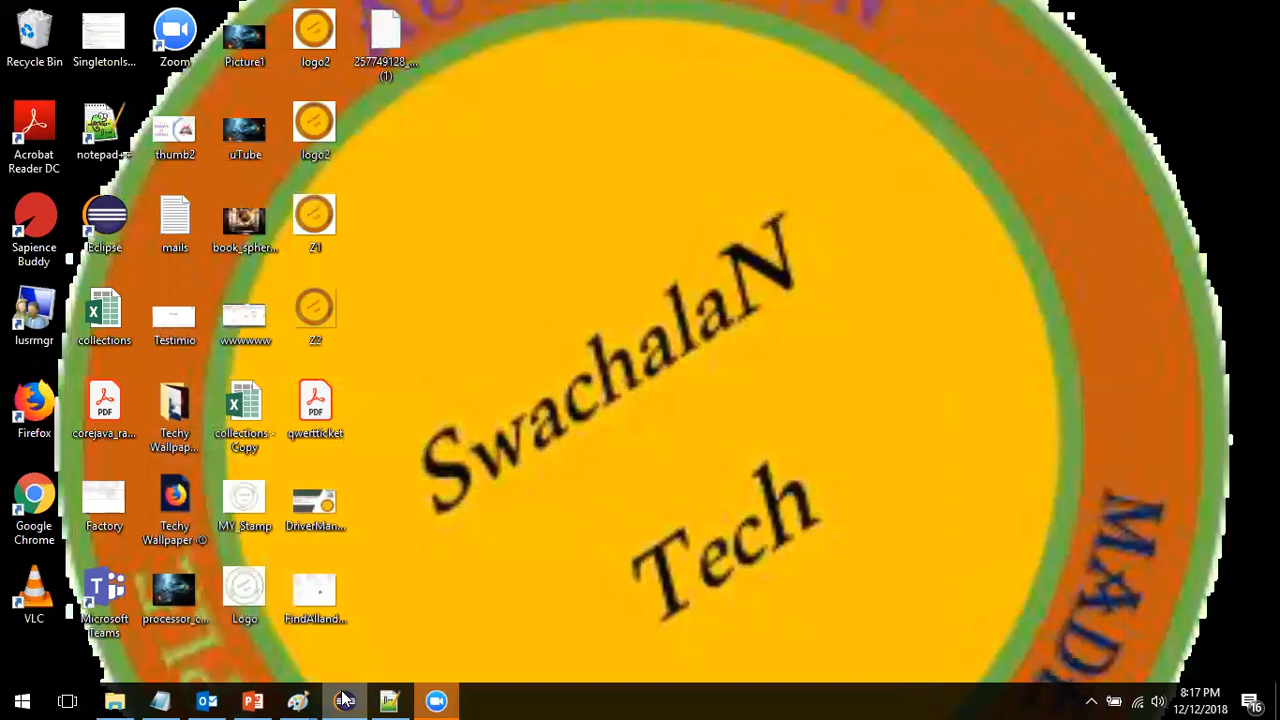 Recycle Bin
SingletonIs...
Zoom
Picture1
logo2
257749128_...
(1)
Acrobat
Reader DC
notepad++
thumb2
uTube
logo2
Sapience
Buddy
Eclipse
mails
book_spher...
Z1
lusrmgr
collections
Testimio
wwwwww
Z2
Firefox
corejava_ra...
Techy
Wallpap...
collections -
Copy
qwertticket
Google
Chrome
Factory
Techy
Wallpaper
MY_Stamp
DriverMan...
VLC
Microsoft
Teams
processor_c...
Logo
FindAlland...
SwachalaN
Tech
8:17 PM
12/12/2018
16